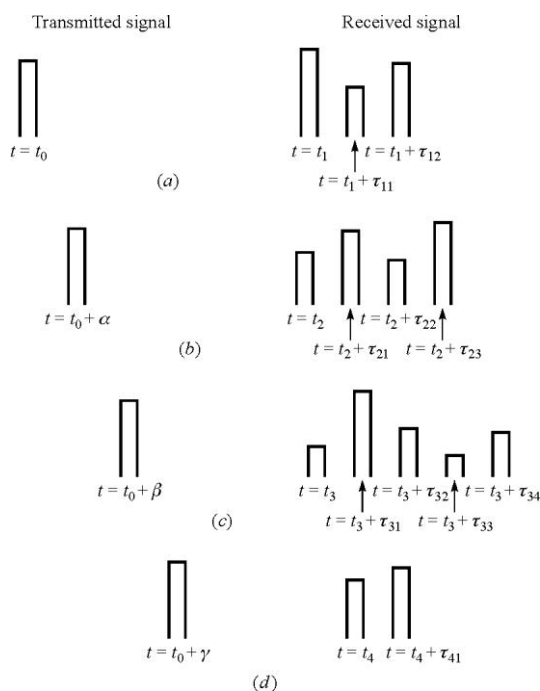 Transmitted signal Received signal
t = t₀ t = t₁ t = t₁ + τ₁₂
t = t₁ + τ₁₁
(a)
t = t₀ + α t = t₂ t = t₂ + τ₂₂
t = t₂ + τ₂₁ t = t₂ + τ₂₃
(b)
t = t₀ + β t = t₃ t = t₃ + τ₃₂ t = t₃ + τ₃₄
t = t₃ + τ₃₁ t = t₃ + τ₃₃
(c)
t = t₀ + γ t = t₄ t = t₄ + τ₄₁
(d)